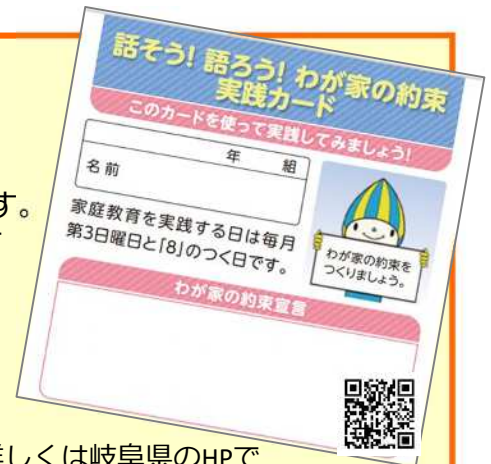 話そう! 語ろう! わが家の約束
実践カード
このカードを使って実践してみましょう!
年 組
名前
す。
家庭教育を実践する日は毎月
第3日曜日と「8」のつく日です。
わが家の約束を
つくりましょう。
わが家の約束宣言
しくは岐阜県のHPで